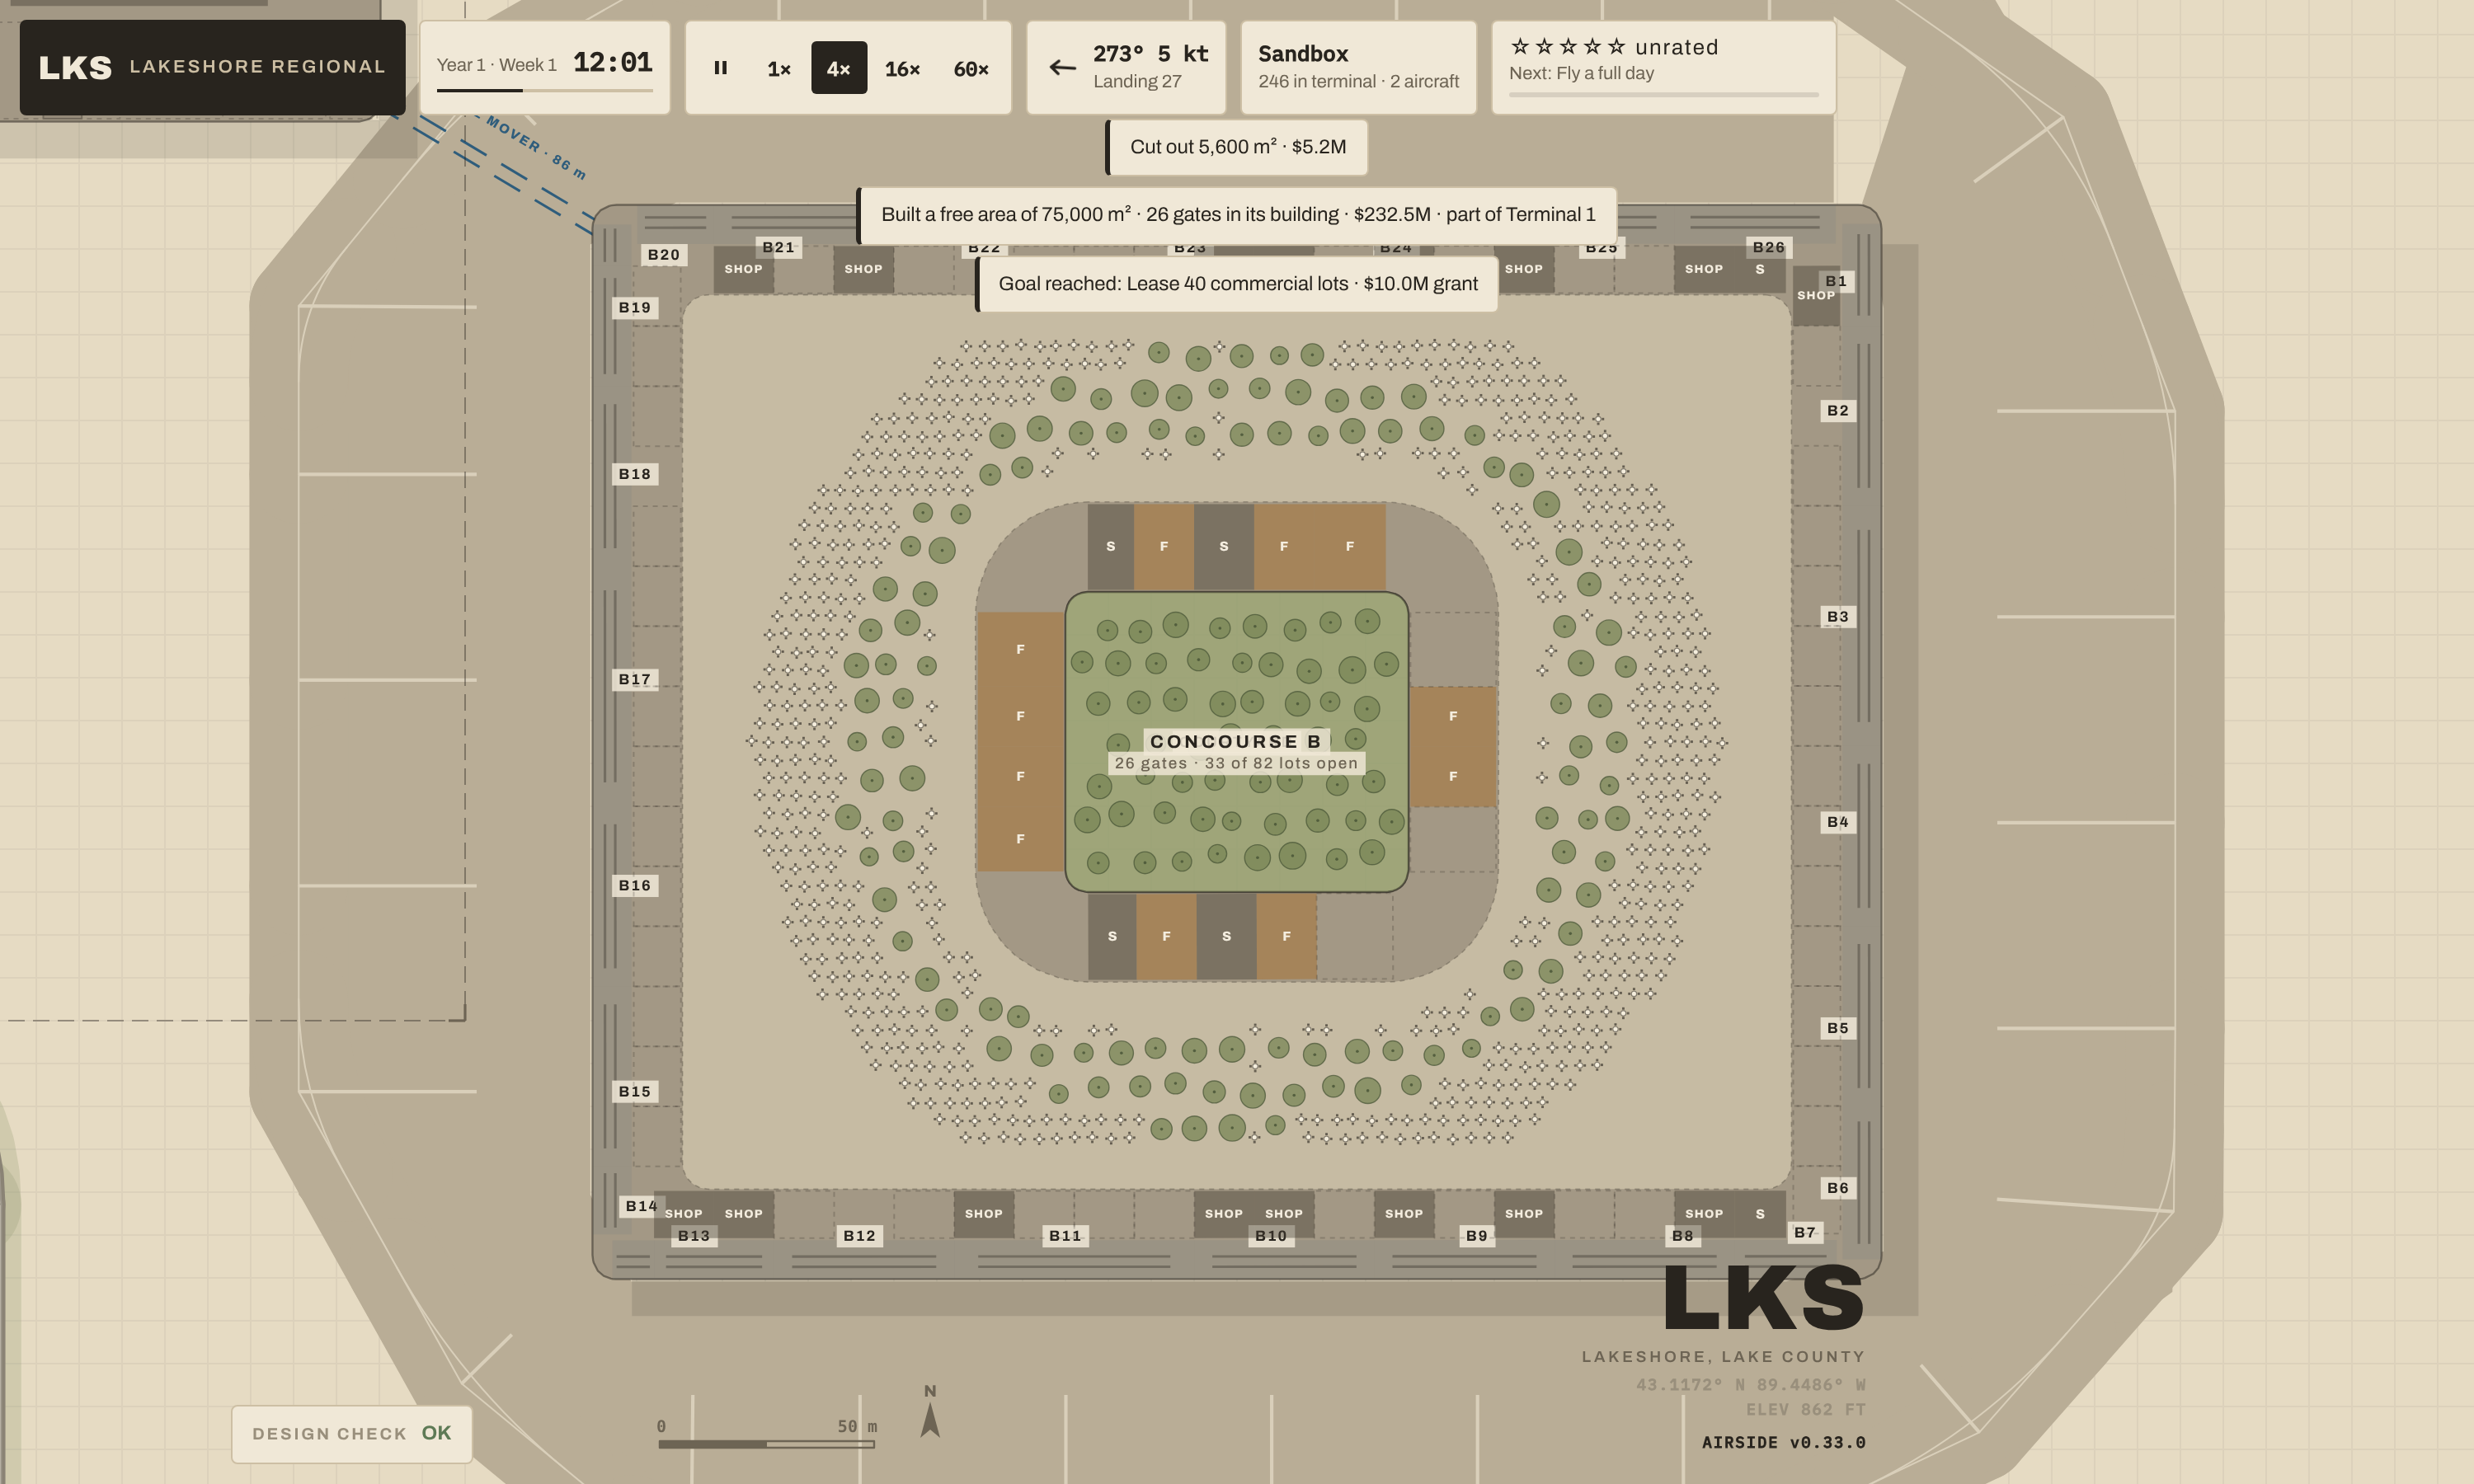 LKS LAKESHORE REGIONAL
Year 1 · Week 1 12:01
1× 4× 16× 60×
273° 5 kt
Landing 27
Sandbox
246 in terminal · 2 aircraft
☆☆☆☆☆ unrated
Next: Fly a full day
MOVER · 86 m
Cut out 5,600 m² · $5.2M
Built a free area of 75,000 m² · 26 gates in its building · $232.5M · part of Terminal 1
Goal reached: Lease 40 commercial lots · $10.0M grant
B20 B21 B22 B23 B24 B25 B26
SHOP SHOP SHOP SHOP S
B1
SHOP
B19
B2
B18
S F S F F
B3
F
B17
F F
CONCOURSE B
26 gates · 33 of 82 lots open
F F
B4
F
B16
S F S F
B5
B15
B6
B14 SHOP SHOP SHOP SHOP SHOP SHOP SHOP SHOP S
B13 B12 B11 B10 B9 B8 B7
LKS
LAKESHORE, LAKE COUNTY
43.1172° N 89.4486° W
ELEV 862 FT
AIRSIDE v0.33.0
N
0 50 m
DESIGN CHECK OK